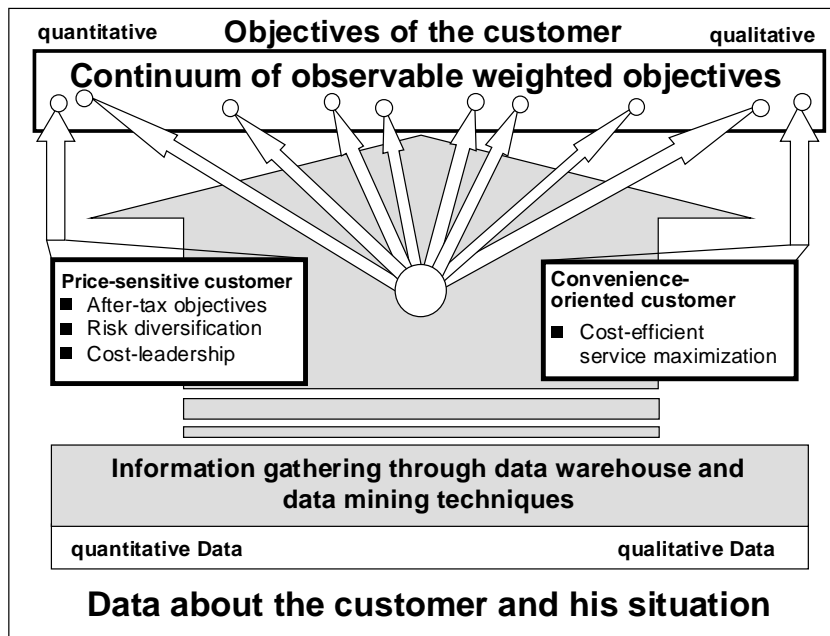 quantitative
Objectives of the customer
qualitative
Continuum of observable weighted objectives
Price-sensitive customer
■ After-tax objectives
■ Risk diversification
■ Cost-leadership
Convenience-
oriented customer
■ Cost-efficient
service maximization
Information gathering through data warehouse and
data mining techniques
quantitative Data
qualitative Data
Data about the customer and his situation